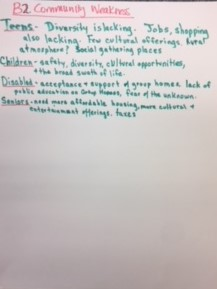 B2 Community Weakness
Teens - Diversity is lacking. Jobs, shopping
also lacking. Few cultural offerings. Rural
atmosphere? Social gathering places
Children - safety, diversity, cultural opportunities,
+ the broad swath of life.
Disabled - acceptance + support of group homes. lack of
public education on Group Homes, fear of the unknown.
Seniors - need more affordable housing, more cultural +
entertainment offerings. taxes